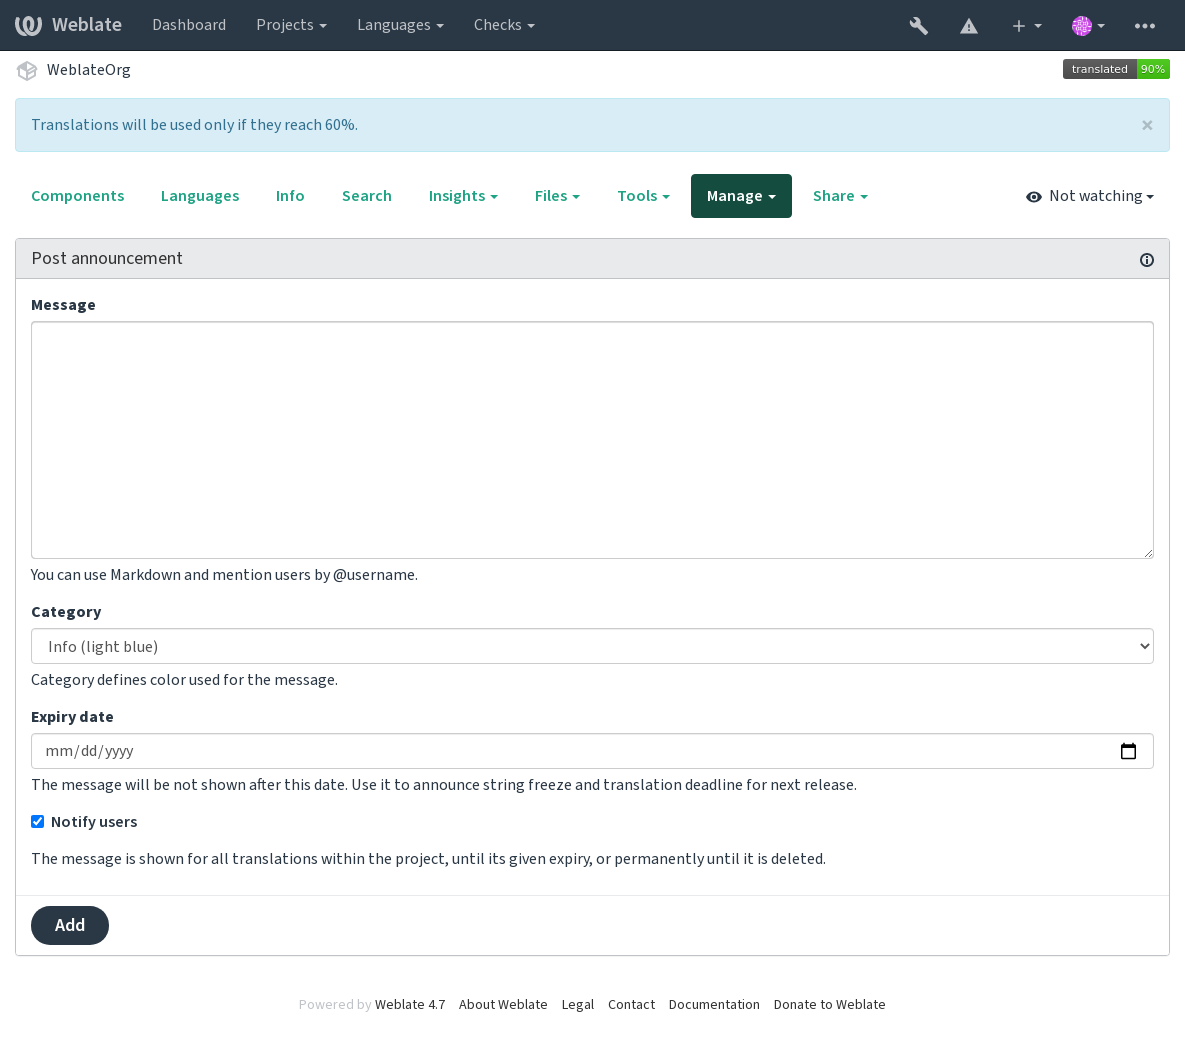 Weblate Dashboard Projects Languages Checks
WeblateOrg translated 90%
Translations will be used only if they reach 60%. ×
Components Languages Info Search Insights Files Tools Manage Share Not watching
Post announcement
Message
You can use Markdown and mention users by @username.
Category
Info (light blue)
Category defines color used for the message.
Expiry date
mm/dd/yyyy
The message will be not shown after this date. Use it to announce string freeze and translation deadline for next release.
Notify users
The message is shown for all translations within the project, until its given expiry, or permanently until it is deleted.
Add
Powered by Weblate 4.7 About Weblate Legal Contact Documentation Donate to Weblate